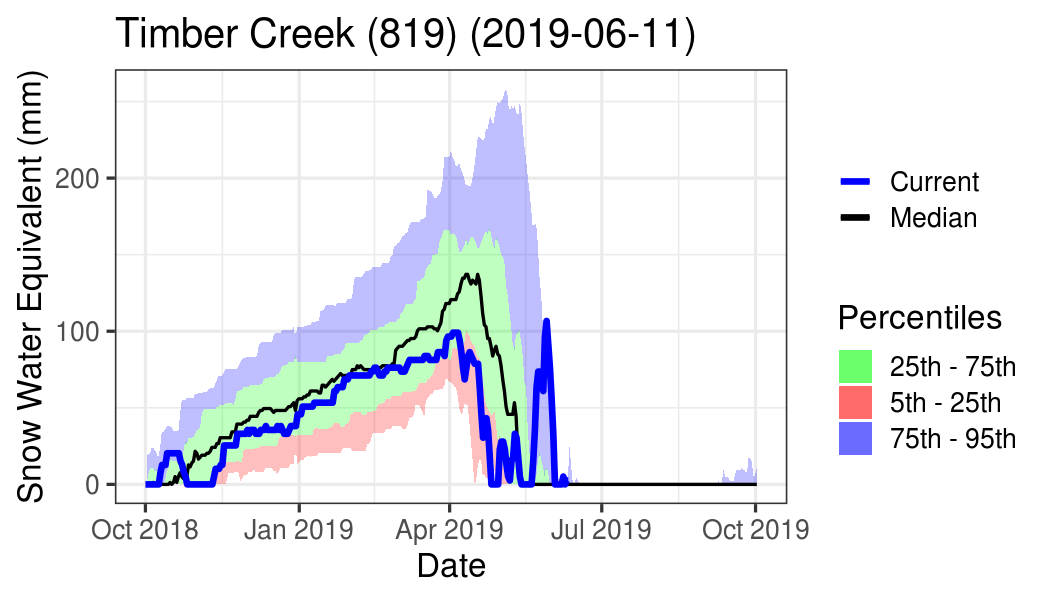 Timber Creek (819) (2019-06-11)
Snow Water Equivalent (mm)
200
100
0
Oct 2018
Jan 2019
Apr 2019
Jul 2019
Oct 2019
Date
Current
Median
Percentiles
25th - 75th
5th - 25th
75th - 95th